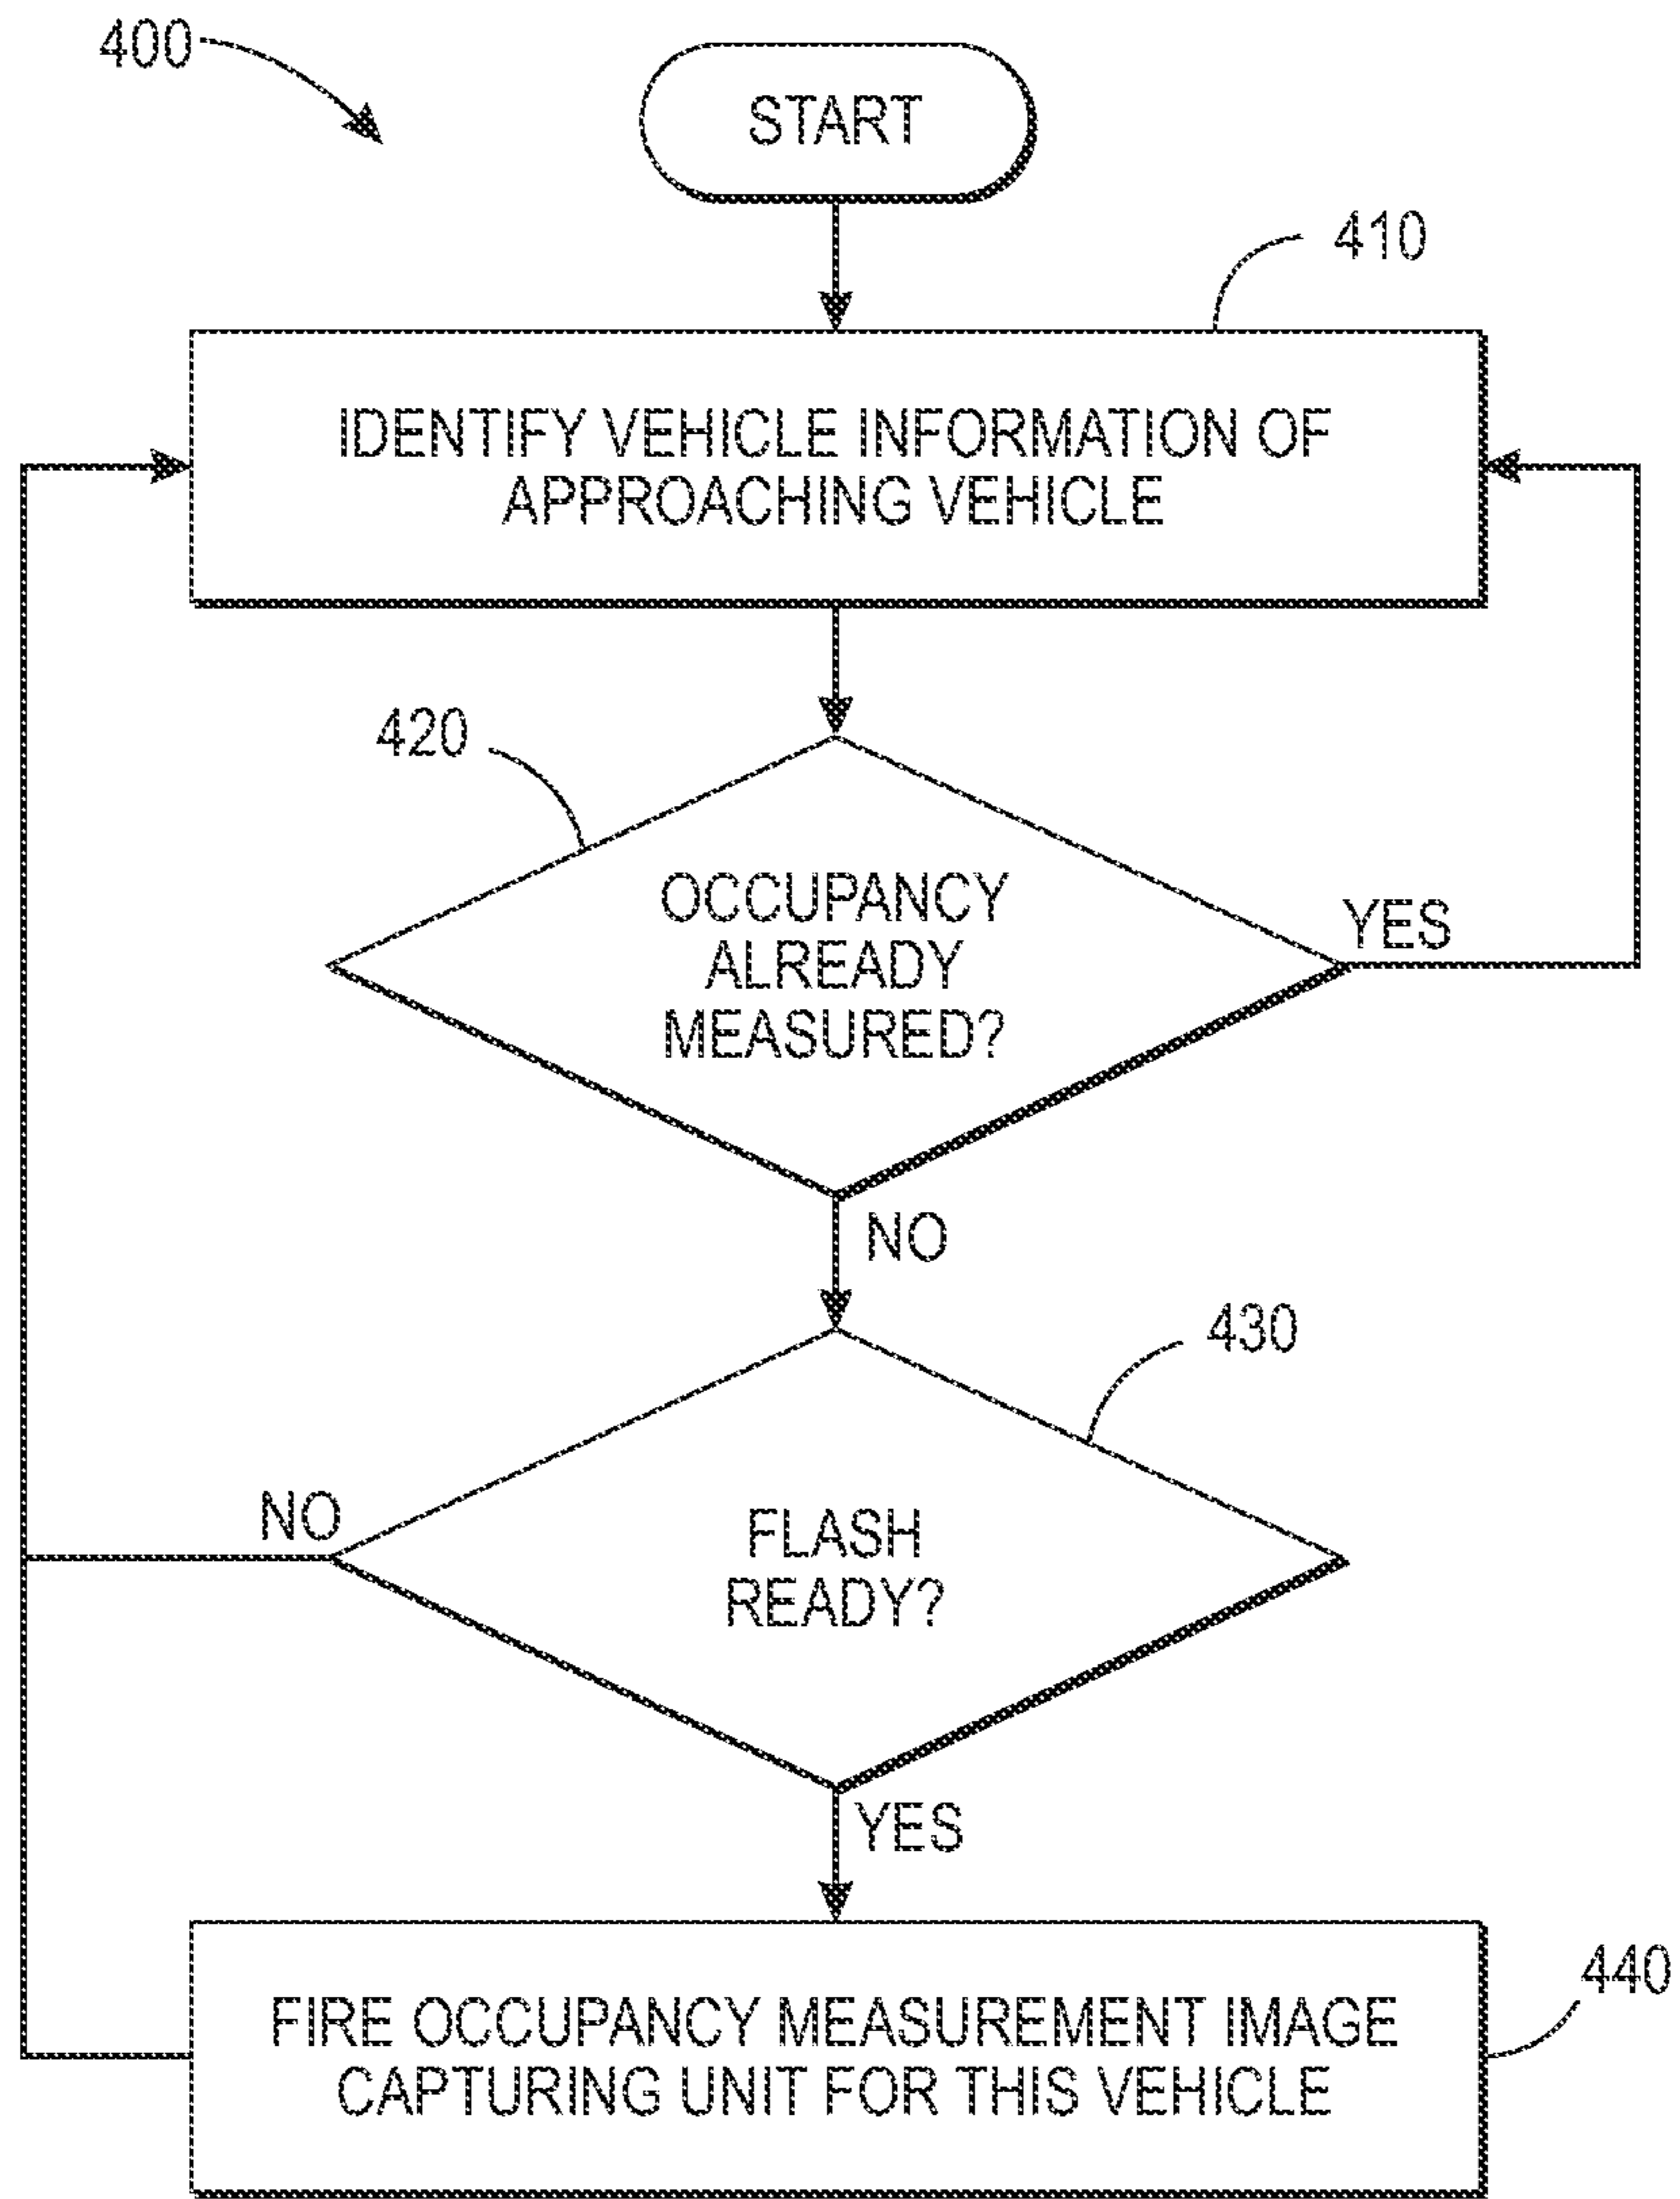 400
START
410
IDENTIFY VEHICLE INFORMATION OF
APPROACHING VEHICLE
420
OCCUPANCY
ALREADY
MEASURED?
YES
NO
430
NO
FLASH
READY?
YES
440
FIRE OCCUPANCY MEASUREMENT IMAGE
CAPTURING UNIT FOR THIS VEHICLE